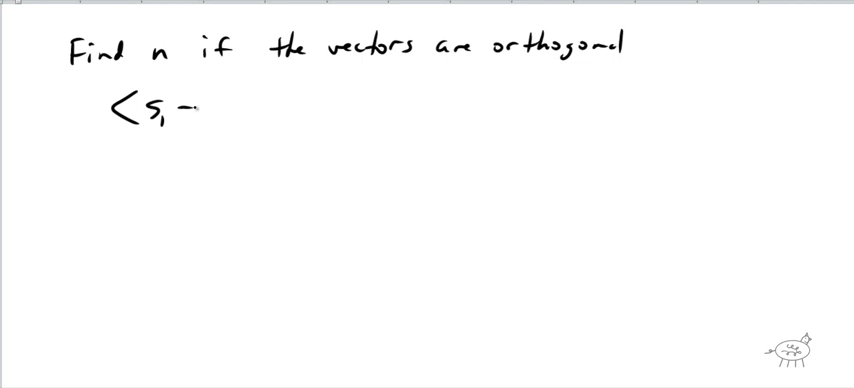 Find n if the vectors are orthogonal
<5, -